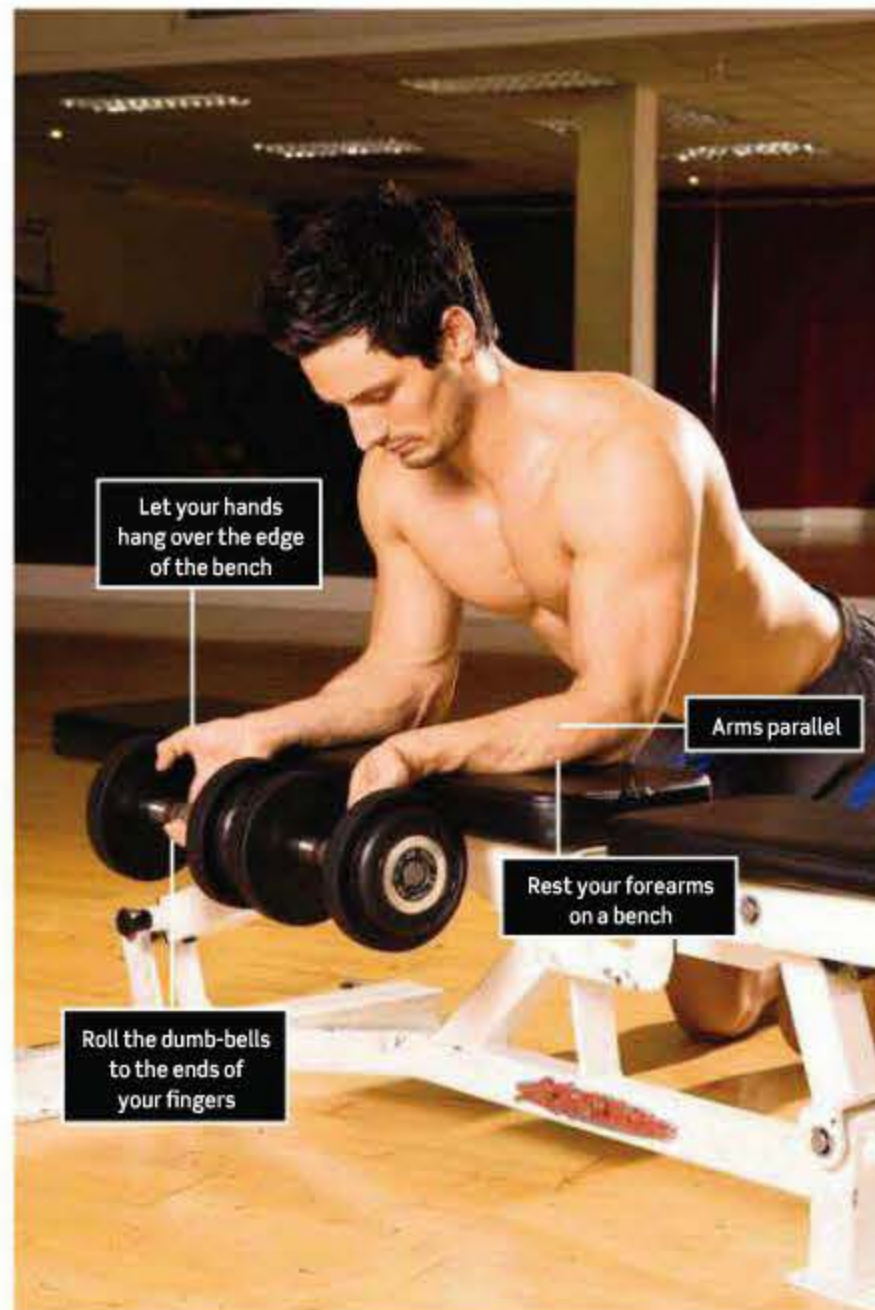 Let your hands
hang over the edge
of the bench
Arms parallel
Rest your forearms
on a bench
Roll the dumb-bells
to the ends of
your fingers